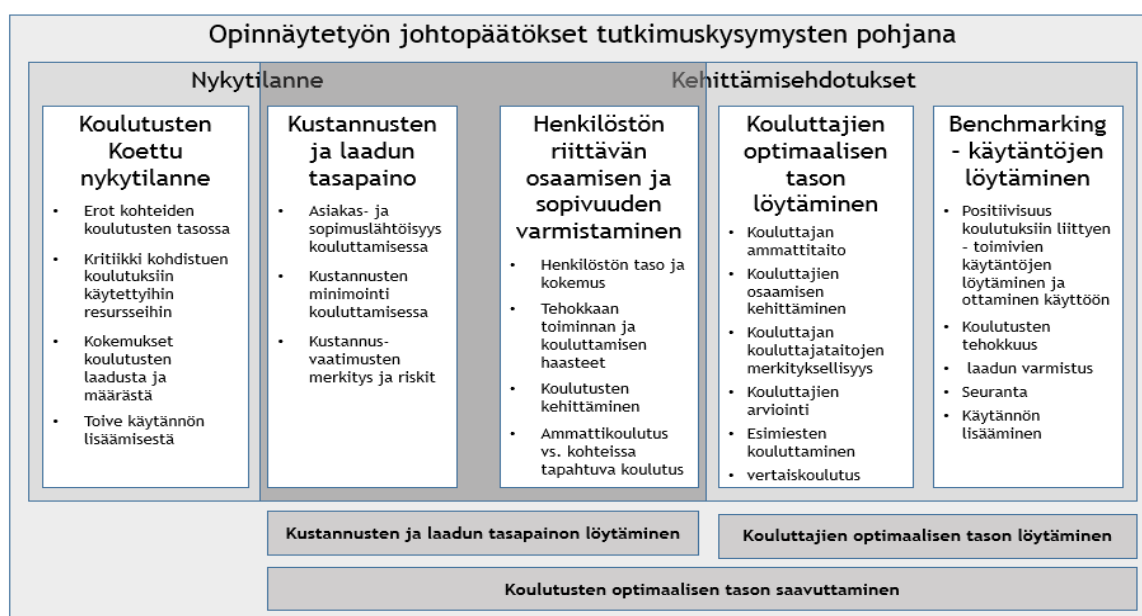 Opinnäytetyön johtopäätökset tutkimuskysymysten pohjana
Nykytilanne
Kehittämisehdotukset
Koulutusten
Koettu
nykytilanne
• Erot kohteiden
koulutusten tasossa
• Kritiikki kohdistuen
koulutuksiin
käytettyihin
resursseihin
• Kokemukset
koulutusten
laadusta ja
määrästä
• Toive käytännön
lisäämisestä
Kustannusten
ja laadun
tasapaino
• Asiakas- ja
sopimuslähtöisyys
kouluttamisessa
• Kustannusten
minimointi
kouluttamisessa
• Kustannus-
vaatimusten
merkitys ja riskit
Henkilöstön
riittävän
osaamisen ja
sopivuuden
varmistaminen
• Henkilöstön taso ja
kokemus
• Tehokkaan
toiminnan ja
kouluttamisen
haasteet
• Koulutusten
kehittäminen
• Ammattikoulutus
vs. kohteissa
tapahtuva koulutus
Kouluttajien
optimaalisen
tason
löytäminen
• Kouluttajan
ammattitaito
• Kouluttajien
osaamisen
kehittäminen
• Kouluttajan
kouluttajataitojen
merkityksellisyys
• Kouluttajien
arviointi
• Esimiesten
kouluttaminen
• vertaiskoulutus
Benchmarking
- käytäntöjen
löytäminen
• Positiivisuus
koulutuksiin liittyen
- toimivien
käytäntöjen
löytäminen ja
ottaminen käyttöön
• Koulutusten
tehokkuus
• laadun varmistus
• Seuranta
• Käytännön
lisääminen
Kustannusten ja laadun tasapainon löytäminen
Kouluttajien optimaalisen tason löytäminen
Koulutusten optimaalisen tason saavuttaminen